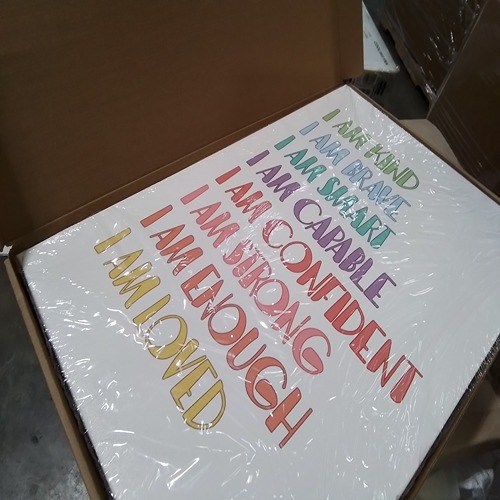 I AM KIND
I AM BRAVE
I AM SMART
I AM CAPABLE
I AM CONFIDENT
I AM STRONG
I AM ENOUGH
I AM LOVED